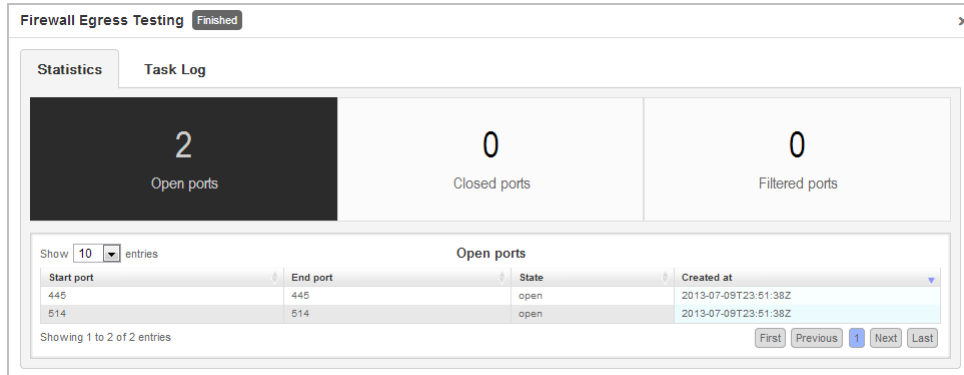 Firewall Egress Testing Finished x
Statistics Task Log
2 0 0
Open ports Closed ports Filtered ports
Show 10 entries Open ports
Start port End port State Created at
445 445 open 2013-07-09T23:51:38Z
514 514 open 2013-07-09T23:51:38Z
Showing 1 to 2 of 2 entries First Previous 1 Next Last